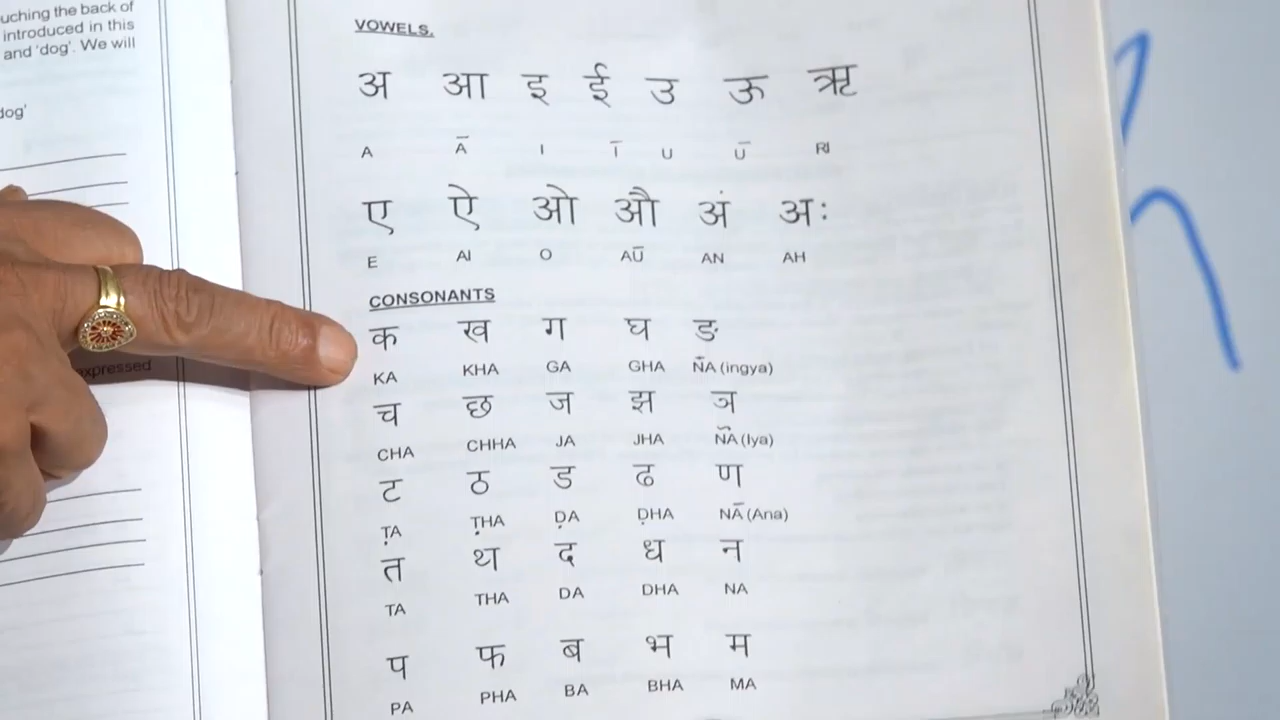 uching the back of
introduced in this
and 'dog'. We will
dog'
expressed
VOWELS.
अ आ इ ई उ ऊ ऋ
A Ā I Ī U Ū RI
ए ऐ ओ औ अं अः
E AI O AŪ AN AH
CONSONANTS
क ख ग घ ङ
KA KHA GA GHA N̄A (ingya)
च छ ज झ ञ
CHA CHHA JA JHA ÑA (Iya)
ट ठ ड ढ ण
ṬA ṬHA ḌA ḌHA NĀ (Ana)
त थ द ध न
TA THA DA DHA NA
प फ ब भ म
PA PHA BA BHA MA